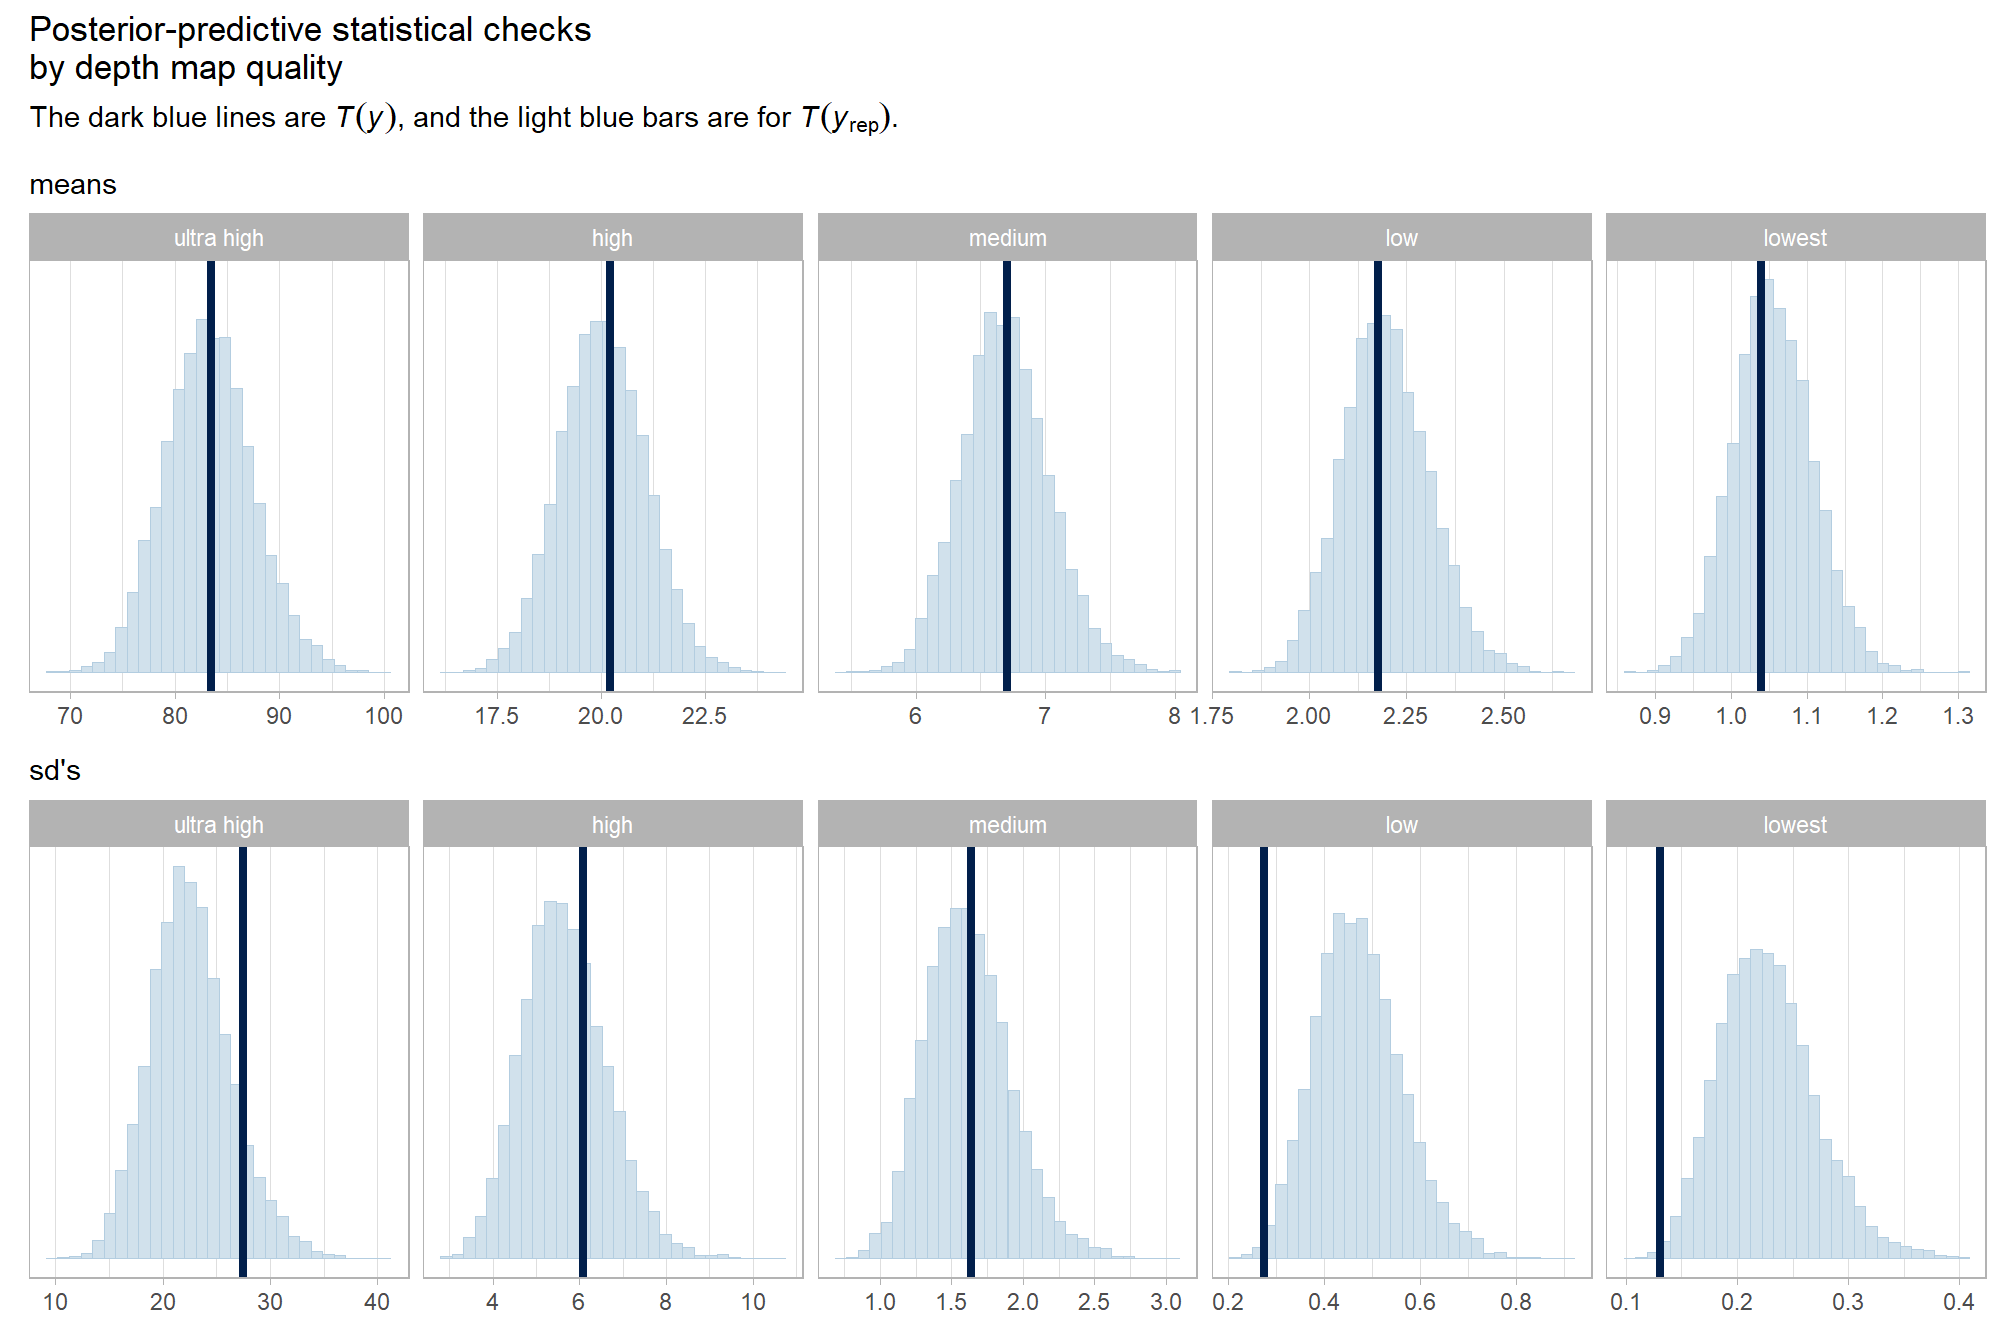 Posterior-predictive statistical checks
by depth map quality
The dark blue lines are T(y), and the light blue bars are for T(y_rep).
means
ultra high high medium low lowest
70 80 90 100 17.5 20.0 22.5 6 7 8 1.75 2.00 2.25 2.50 0.9 1.0 1.1 1.2 1.3
sd's
ultra high high medium low lowest
10 20 30 40 4 6 8 10 1.0 1.5 2.0 2.5 3.0 0.2 0.4 0.6 0.8 0.1 0.2 0.3 0.4